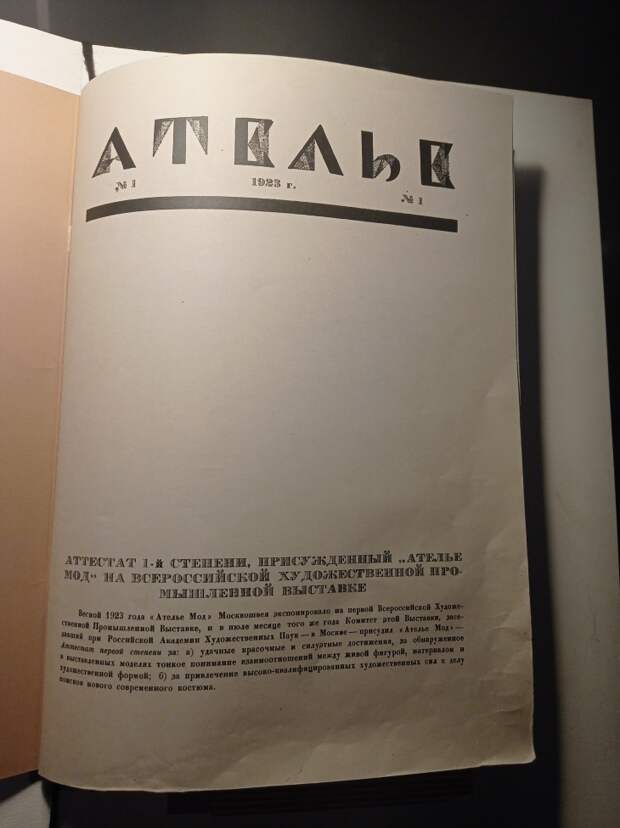 АТЕЛЬЕ
№ 1 1923 г. № 1
АТТЕСТАТ 1-й СТЕПЕНИ, ПРИСУЖДЕННЫЙ „АТЕЛЬЕ
МОД“ НА ВСЕРОССИЙСКОЙ ХУДОЖЕСТВЕННОЙ ПРО-
МЫШЛЕННОЙ ВЫСТАВКЕ
Весной 1923 года «Ателье Мод» Москвошвея экспонировало на первой Всероссийской Художе-
ственной Промышленной Выставке, и в июле месяце того же года Комитет этой Выставки, засе-
давший при Российской Академии Художественных Наук — в Москве — присудил «Ателье Мод» —
Аттестат первой степени за: а) удачные красочные и силуэтные достижения, за обнаруженное
в выставленных моделях тонкое понимание взаимоотношений между живой фигурой, материалом и
художественной формой; б) за привлечение высоко-квалифицированных художественных сил к делу
поисков нового современного костюма.